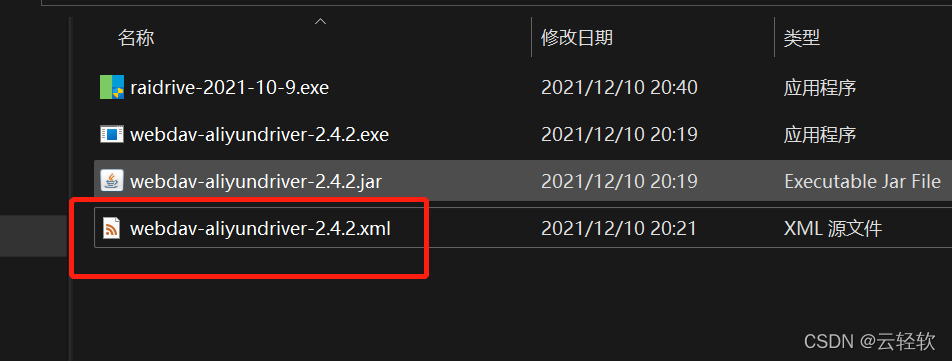 名称 修改日期 类型
raidrive-2021-10-9.exe 2021/12/10 20:40 应用程序
webdav-aliyundriver-2.4.2.exe 2021/12/10 20:19 应用程序
webdav-aliyundriver-2.4.2.jar 2021/12/10 20:19 Executable Jar File
webdav-aliyundriver-2.4.2.xml 2021/12/10 20:21 XML 源文件
CSDN @云轻软